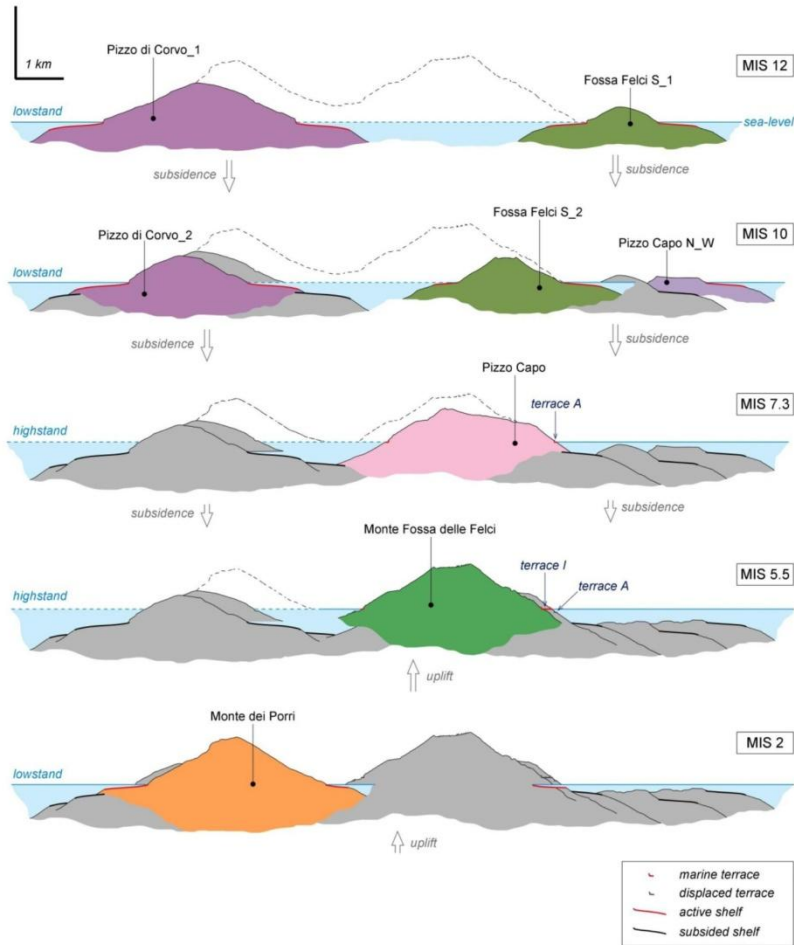 1 km
Pizzo di Corvo_1
Fossa Felci S_1
MIS 12
lowstand
sea-level
subsidence
subsidence
Pizzo di Corvo_2
Fossa Felci S_2
Pizzo Capo N_W
MIS 10
lowstand
subsidence
subsidence
Pizzo Capo
terrace A
MIS 7.3
highstand
subsidence
subsidence
Monte Fossa delle Felci
terrace I
terrace A
MIS 5.5
highstand
uplift
Monte dei Porri
MIS 2
lowstand
uplift
marine terrace
displaced terrace
active shelf
subsided shelf